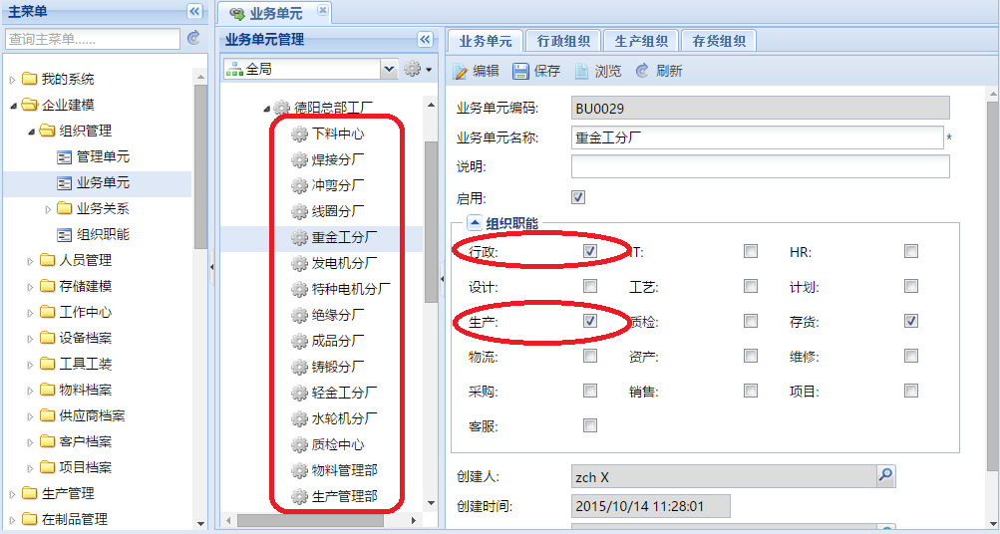 主菜单
查询主菜单......
我的系统
企业建模
组织管理
管理单元
业务单元
业务关系
组织职能
人员管理
存储建模
工作中心
设备档案
工具工装
物料档案
供应商档案
客户档案
项目档案
生产管理
在制品管理
业务单元
业务单元管理
全局
德阳总部工厂
下料中心
焊接分厂
冲剪分厂
线圈分厂
重金工分厂
发电机分厂
特种电机分厂
绝缘分厂
成品分厂
铸锻分厂
轻金工分厂
水轮机分厂
质检中心
物料管理部
生产管理部
业务单元 行政组织 生产组织 存货组织
编辑 保存 浏览 刷新
业务单元编码: BU0029
业务单元名称: 重金工分厂 *
说明:
启用:
组织职能
行政: IT: HR:
设计: 工艺: 计划:
生产: 质检: 存货:
物流: 资产: 维修:
采购: 销售: 项目:
客服:
创建人: zch X
创建时间: 2015/10/14 11:28:01